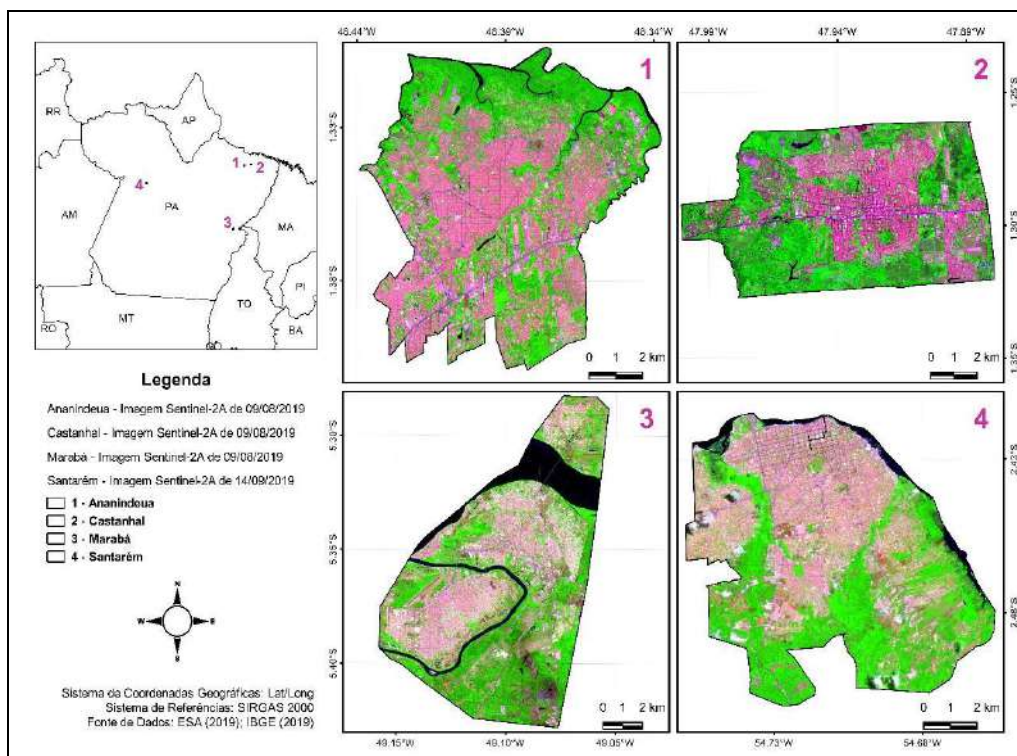 RR
AP
1
2
4
AM
PA
3
MA
PI
TO
MT
RO
BA
Legenda
Ananindeua - Imagem Sentinel-2A de 09/08/2019
Castanhal - Imagem Sentinel-2A de 09/08/2019
Marabá - Imagem Sentinel-2A de 09/08/2019
Santarém - Imagem Sentinel-2A de 14/09/2019
1 - Ananindeua
2 - Castanhal
3 - Marabá
4 - Santarém
N
W
S
Sistema de Coordenadas Geográficas: Lat/Long
Sistema de Referências: SIRGAS 2000
Fonte de Dados: ESA (2019); IBGE (2019)
48.44°W 48.39°W 48.34°W
1
1.33°S
1.38°S
0 1 2 km
47.99°W 47.94°W 47.89°W
2
1.25°S
1.30°S
1.35°S
0 1 2 km
3
5.30°S
5.35°S
5.40°S
0 1 2 km
49.15°W 49.10°W 49.05°W
4
2.43°S
2.48°S
0 1 2 km
54.73°W 54.68°W